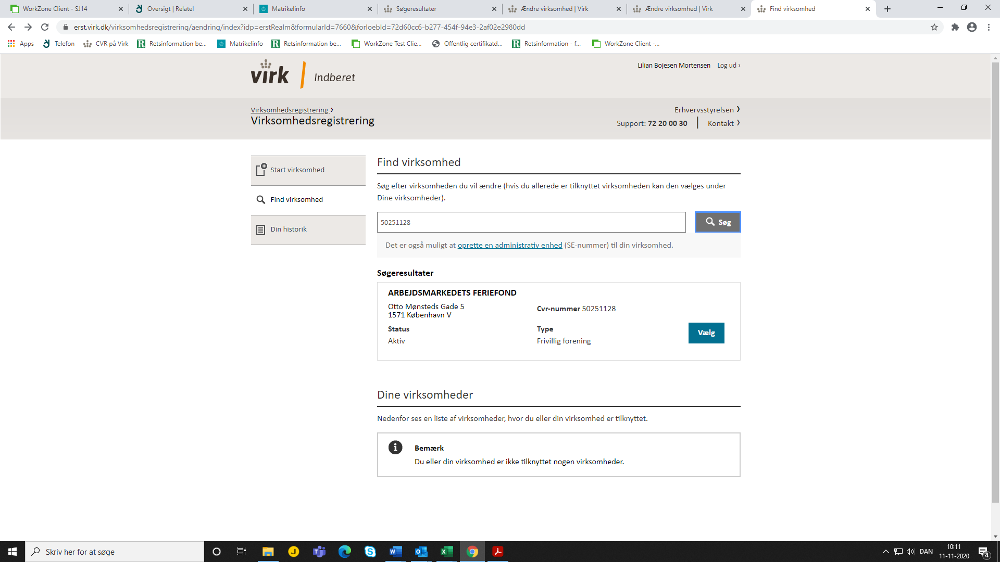 WorkZone Client - SJ14
Oversigt | Relatel
Matrikelinfo
Søgeresultater
Ændre virksomhed | Virk
Ændre virksomhed | Virk
Find virksomhed
erst.virk.dk/virksomhedsregistrering/aendring/index?idp=erstRealm&formularId=7660&forloebId=72d60cc6-b277-454f-94e3-2af02e2980dd
Apps
Telefon
CVR på Virk
Retsinformation be...
Matrikelinfo
Retsinformation be...
WorkZone Test Clie...
Offentlig certifikatd...
Retsinformation - f...
WorkZone Client -...
virk
Indberet
Lilian Bojesen Mortensen
Log ud ›
Virksomhedsregistrering ›
Virksomhedsregistrering
Erhvervsstyrelsen ›
Support: 72 20 00 30
Kontakt ›
Start virksomhed
Find virksomhed
Din historik
Find virksomhed
Søg efter virksomheden du vil ændre (hvis du allerede er tilknyttet virksomheden kan den vælges under
Dine virksomheder).
50251128
Søg
Det er også muligt at oprette en administrativ enhed (SE-nummer) til din virksomhed.
Søgeresultater
ARBEJDSMARKEDETS FERIEFOND
Otto Mønsteds Gade 5
1571 København V
Cvr-nummer 50251128
Status
Aktiv
Type
Frivillig forening
Vælg
Dine virksomheder
Nedenfor ses en liste af virksomheder, hvor du eller din virksomhed er tilknyttet.
Bemærk
Du eller din virksomhed er ikke tilknyttet nogen virksomheder.
Skriv her for at søge
DAN
10:11
11-11-2020
4